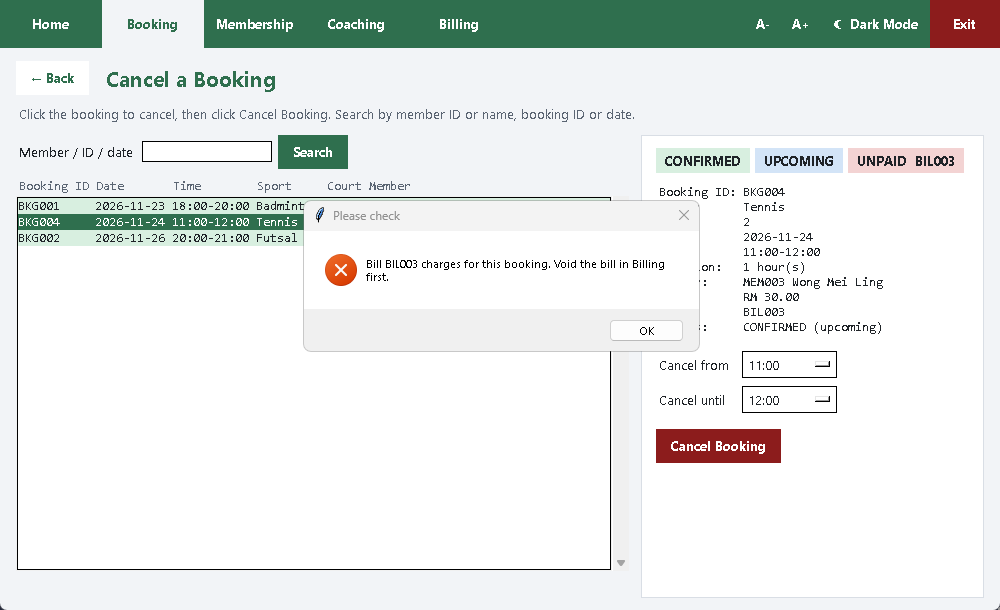 Home Booking Membership Coaching Billing A- A+ ☾ Dark Mode Exit
← Back Cancel a Booking
Click the booking to cancel, then click Cancel Booking. Search by member ID or name, booking ID or date.
Member / ID / date Search
Booking ID Date Time Sport Court Member
BKG001 2026-11-23 18:00-20:00 Badmint
BKG004 2026-11-24 11:00-12:00 Tennis
BKG002 2026-11-26 20:00-21:00 Futsal
Please check
Bill BIL003 charges for this booking. Void the bill in Billing
first.
OK
CONFIRMED UPCOMING UNPAID BIL003
Booking ID: BKG004
Tennis
2
2026-11-24
11:00-12:00
on: 1 hour(s)
: MEM003 Wong Mei Ling
RM 30.00
BIL003
: CONFIRMED (upcoming)
Cancel from 11:00
Cancel until 12:00
Cancel Booking